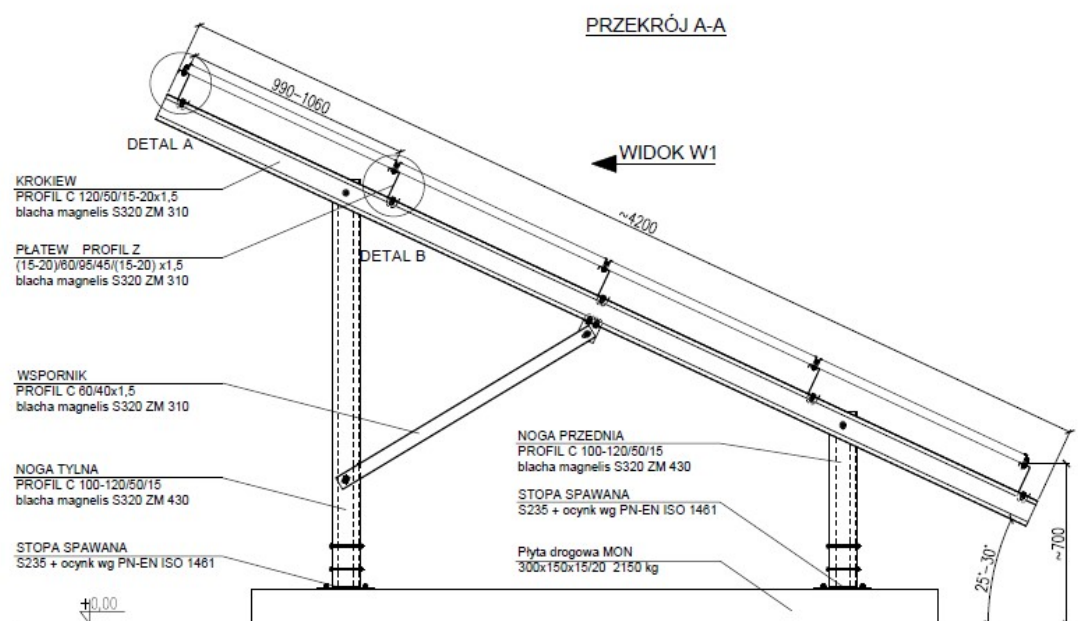 PRZEKRÓJ A-A
990-1060
DETAL A
WIDOK W1
KROKIEW
PROFIL C 120/50/15-20x1,5
blacha magnelis S320 ZM 310
~4200
PŁATEW PROFIL Z
(15-20)/60/95/45/(15-20) x1,5
blacha magnelis S320 ZM 310
DETAL B
WSPORNIK
PROFIL C 60/40x1,5
blacha magnelis S320 ZM 310
NOGA PRZEDNIA
PROFIL C 100-120/50/15
blacha magnelis S320 ZM 430
NOGA TYLNA
PROFIL C 100-120/50/15
blacha magnelis S320 ZM 430
STOPA SPAWANA
S235 + ocynk wg PN-EN ISO 1461
STOPA SPAWANA
S235 + ocynk wg PN-EN ISO 1461
Płyta drogowa MON
300x150x15/20 2150 kg
25°-30°
~700
±0,00